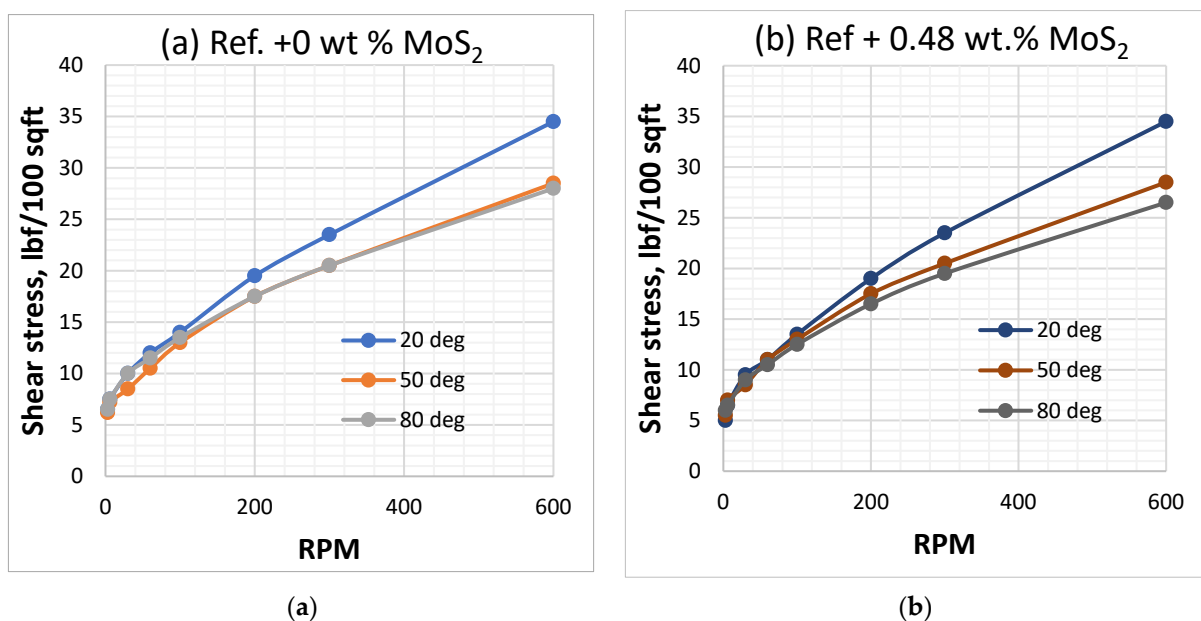 (a) Ref. +0 wt % MoS₂
40
35
30
25
20
15
10
5
0
Shear stress, lbf/100 sqft
20 deg
50 deg
80 deg
0 200 400 600
RPM
(a)
(b) Ref + 0.48 wt.% MoS₂
40
35
30
25
20
15
10
5
0
Shear stress, lbf/100 sqft
20 deg
50 deg
80 deg
0 200 400 600
RPM
(b)